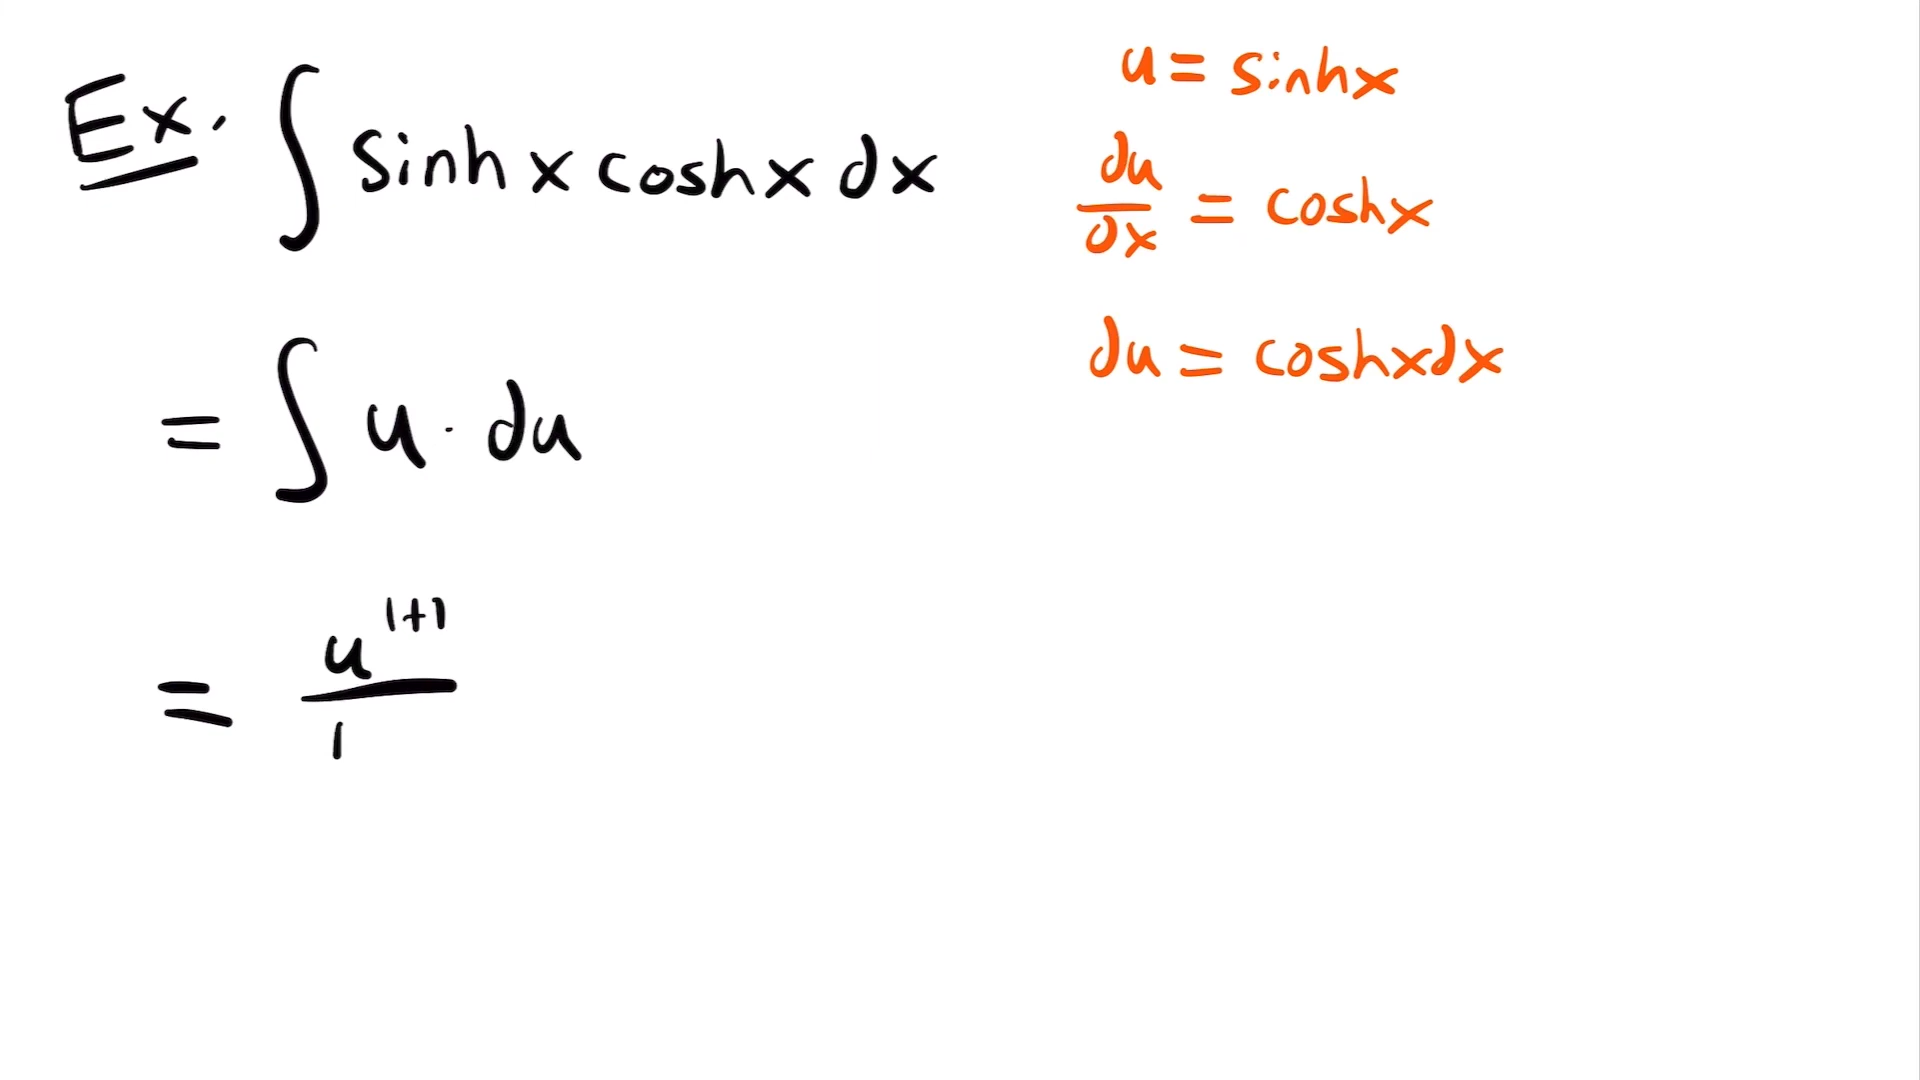 Ex. ∫ sinh x cosh x dx
= ∫ u · du
= u^{1+1} / 1
u = sinh x
du/dx = cosh x
du = cosh x dx